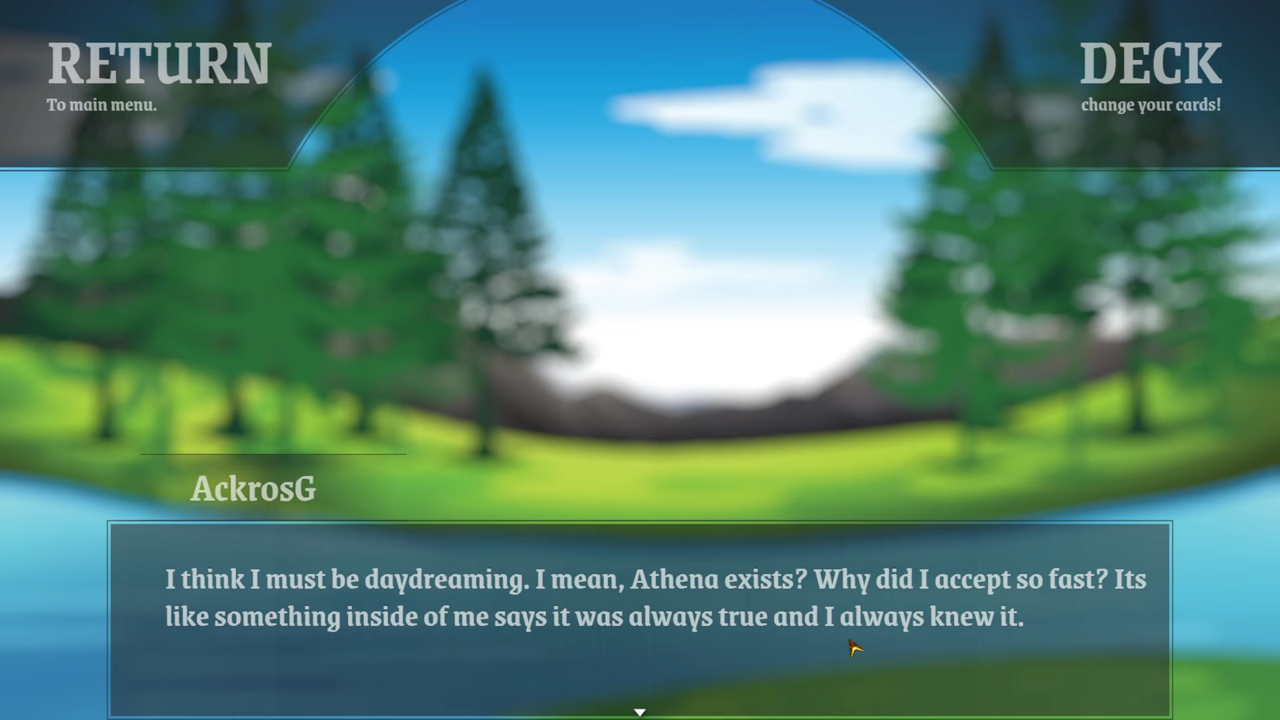 RETURN
To main menu.
DECK
change your cards!
AckrosG
I think I must be daydreaming. I mean, Athena exists? Why did I accept so fast? Its
like something inside of me says it was always true and I always knew it.